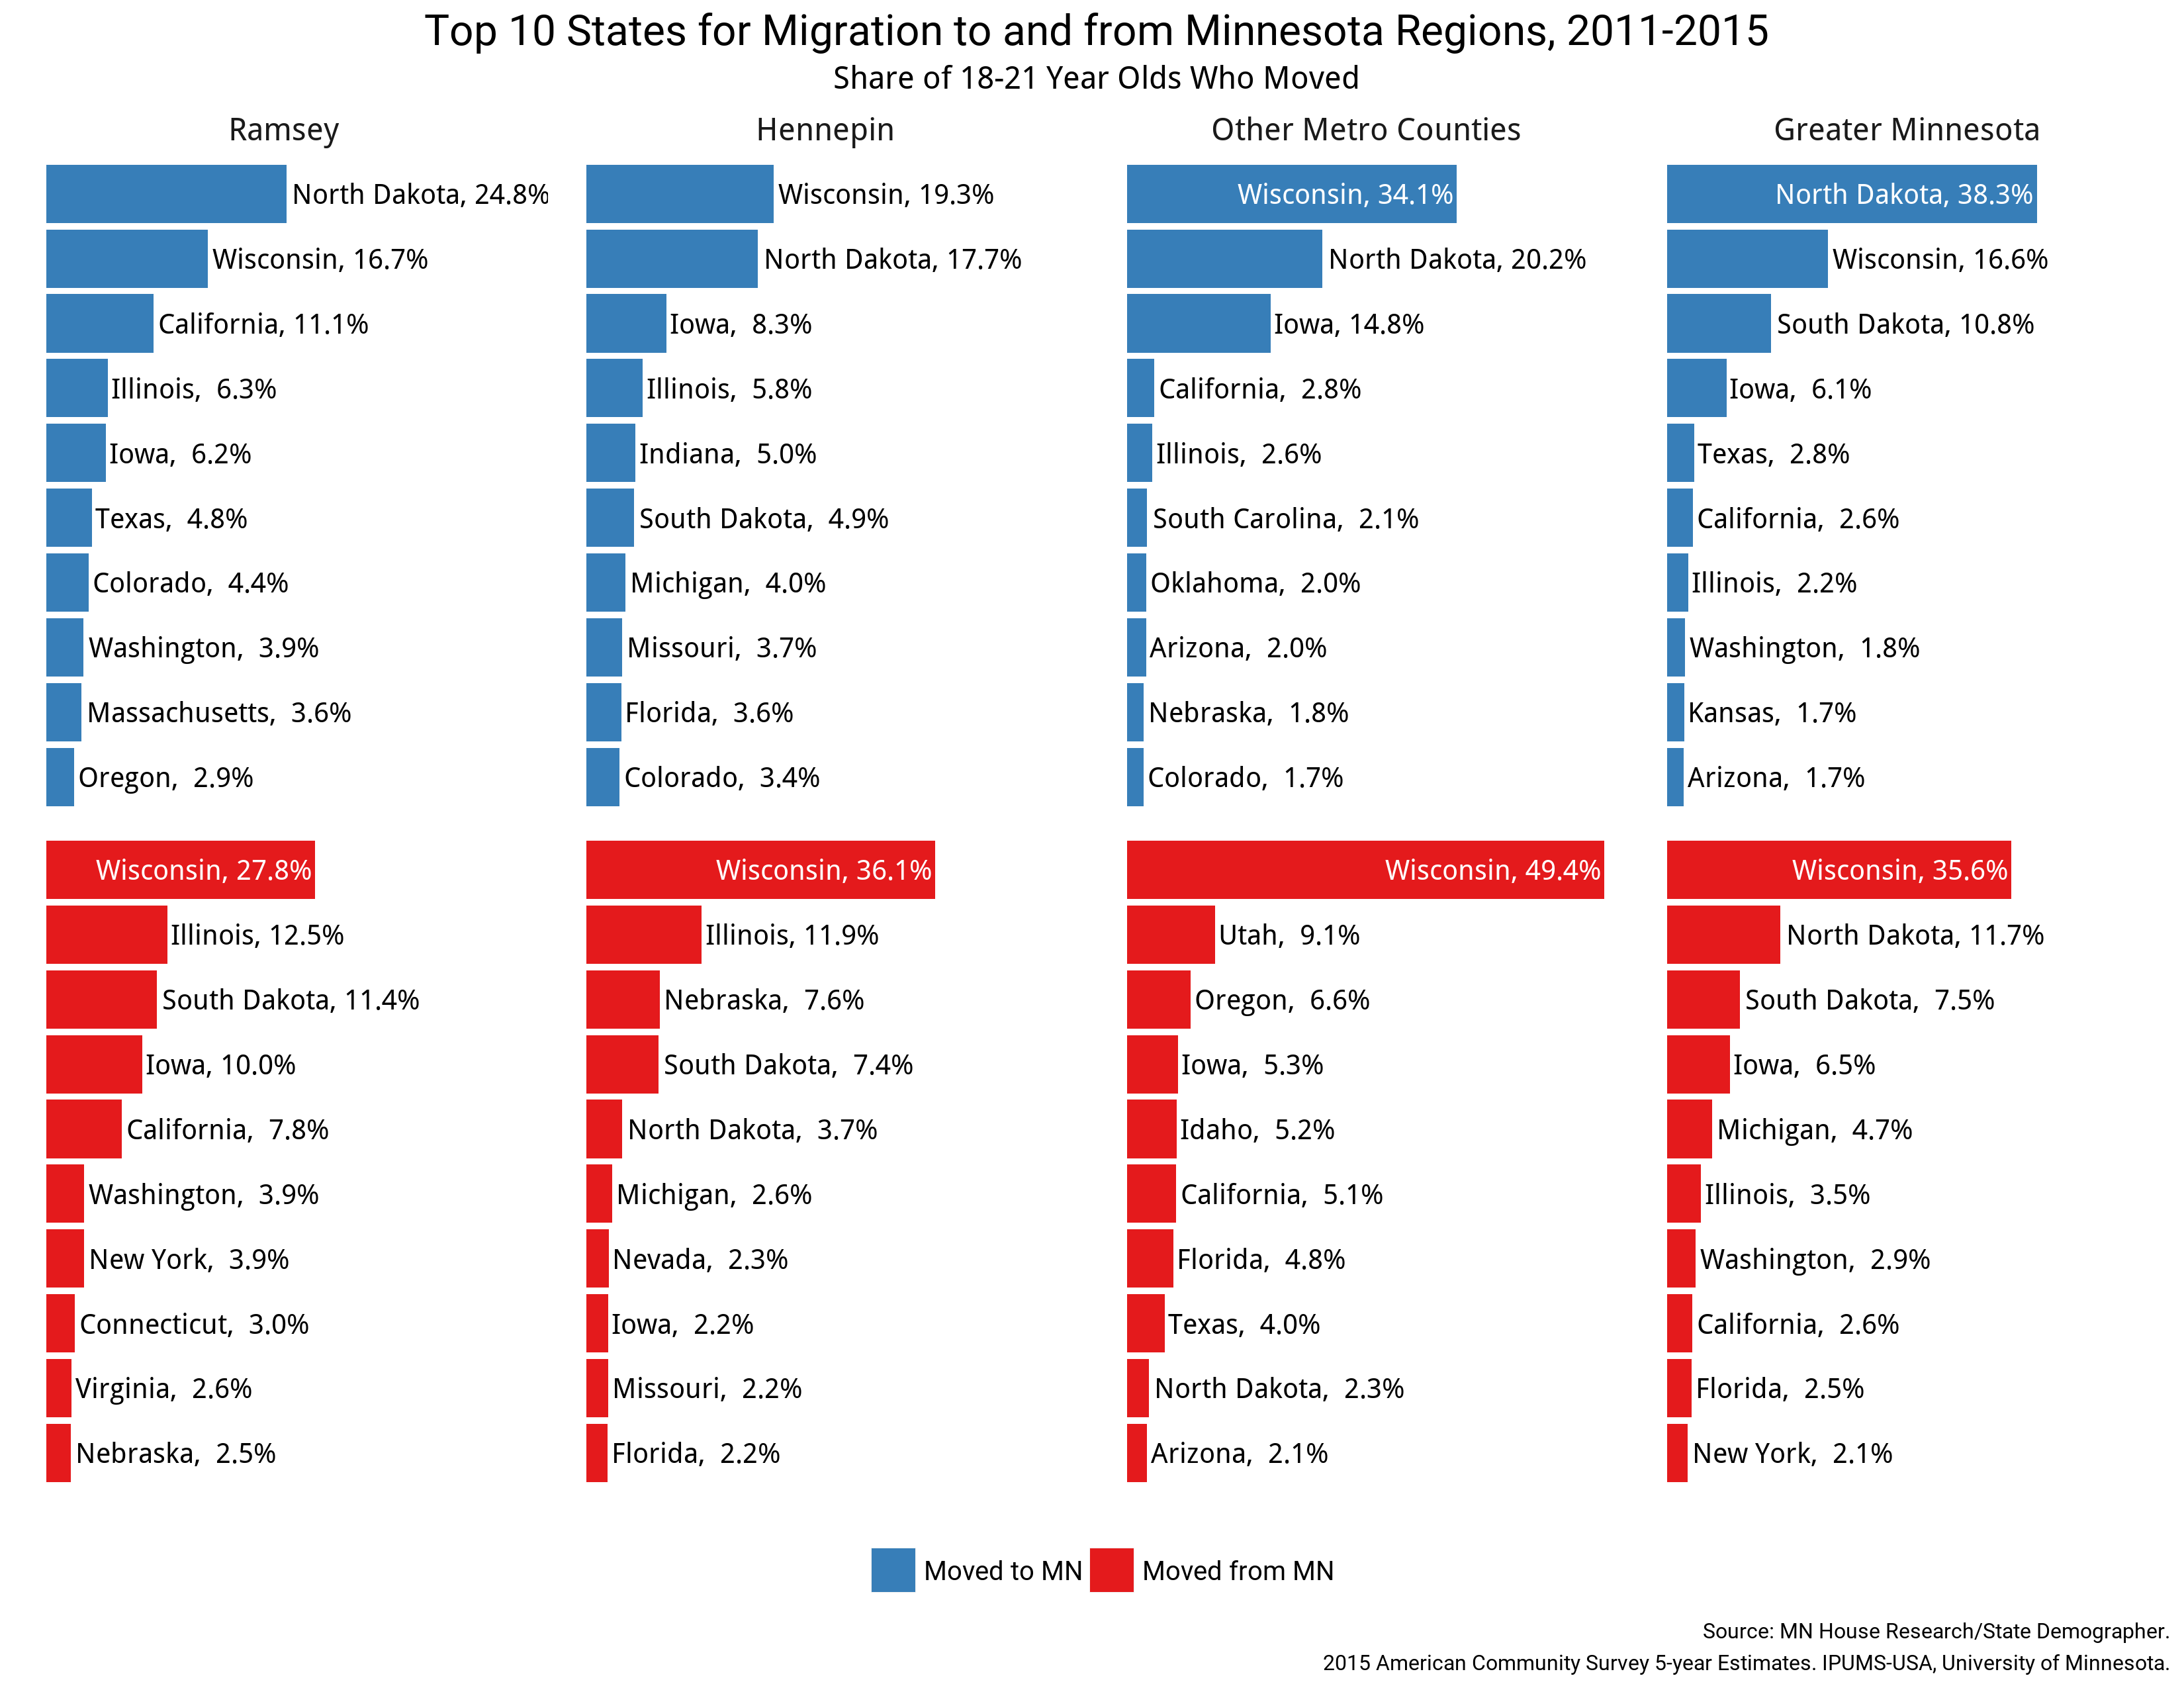 Top 10 States for Migration to and from Minnesota Regions, 2011-2015
Share of 18-21 Year Olds Who Moved
Ramsey
North Dakota, 24.8%
Wisconsin, 16.7%
California, 11.1%
Illinois, 6.3%
Iowa, 6.2%
Texas, 4.8%
Colorado, 4.4%
Washington, 3.9%
Massachusetts, 3.6%
Oregon, 2.9%
Wisconsin, 27.8%
Illinois, 12.5%
South Dakota, 11.4%
Iowa, 10.0%
California, 7.8%
Washington, 3.9%
New York, 3.9%
Connecticut, 3.0%
Virginia, 2.6%
Nebraska, 2.5%
Hennepin
Wisconsin, 19.3%
North Dakota, 17.7%
Iowa, 8.3%
Illinois, 5.8%
Indiana, 5.0%
South Dakota, 4.9%
Michigan, 4.0%
Missouri, 3.7%
Florida, 3.6%
Colorado, 3.4%
Wisconsin, 36.1%
Illinois, 11.9%
Nebraska, 7.6%
South Dakota, 7.4%
North Dakota, 3.7%
Michigan, 2.6%
Nevada, 2.3%
Iowa, 2.2%
Missouri, 2.2%
Florida, 2.2%
Other Metro Counties
Wisconsin, 34.1%
North Dakota, 20.2%
Iowa, 14.8%
California, 2.8%
Illinois, 2.6%
South Carolina, 2.1%
Oklahoma, 2.0%
Arizona, 2.0%
Nebraska, 1.8%
Colorado, 1.7%
Wisconsin, 49.4%
Utah, 9.1%
Oregon, 6.6%
Iowa, 5.3%
Idaho, 5.2%
California, 5.1%
Florida, 4.8%
Texas, 4.0%
North Dakota, 2.3%
Arizona, 2.1%
Greater Minnesota
North Dakota, 38.3%
Wisconsin, 16.6%
South Dakota, 10.8%
Iowa, 6.1%
Texas, 2.8%
California, 2.6%
Illinois, 2.2%
Washington, 1.8%
Kansas, 1.7%
Arizona, 1.7%
Wisconsin, 35.6%
North Dakota, 11.7%
South Dakota, 7.5%
Iowa, 6.5%
Michigan, 4.7%
Illinois, 3.5%
Washington, 2.9%
California, 2.6%
Florida, 2.5%
New York, 2.1%
Moved to MN
Moved from MN
Source: MN House Research/State Demographer.
2015 American Community Survey 5-year Estimates. IPUMS-USA, University of Minnesota.